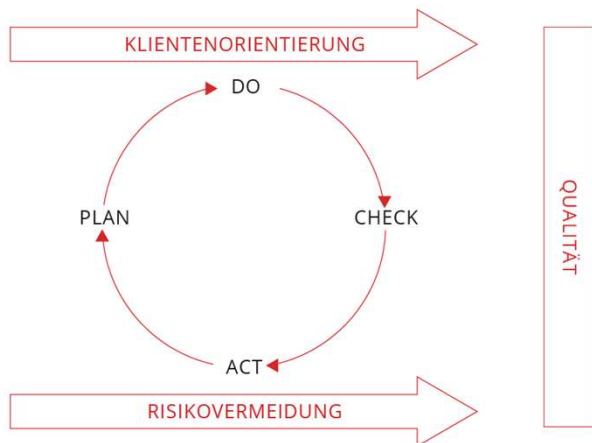 KLIENTENORIENTIERUNG
DO
PLAN
CHECK
ACT
RISIKOVERMEIDUNG
QUALITÄT